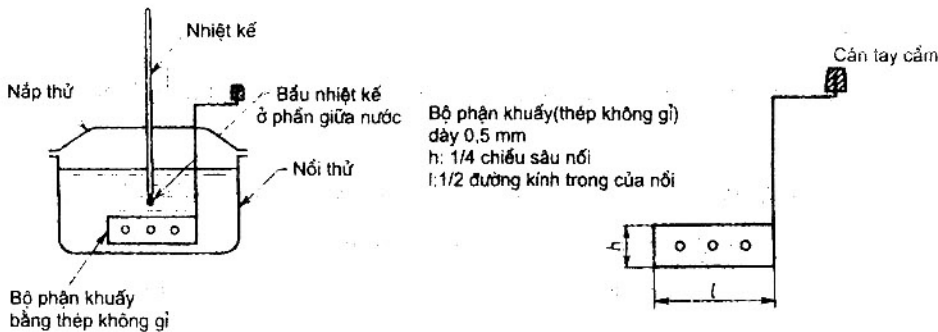 Nhiệt kế
Nắp thử
Bầu nhiệt kế
ở phần giữa nước
Nồi thử
Bộ phận khuấy
bằng thép không gỉ
Cán tay cầm
Bộ phận khuấy(thép không gỉ)
dày 0,5 mm
h: 1/4 chiều sâu nối
l:1/2 đường kính trong của nồi
h
l